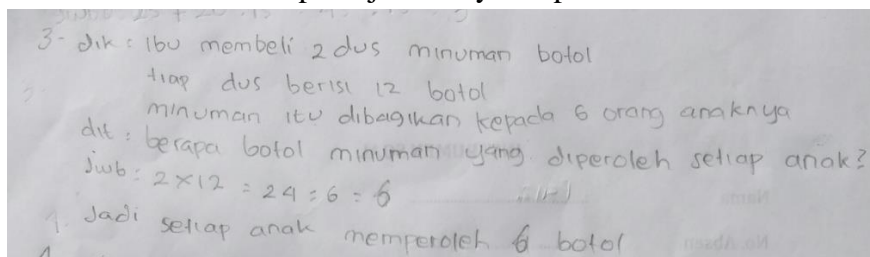 3- dik : Ibu membeli 2 dus minuman botol
tiap dus berisi 12 botol
minuman itu dibagikan kepada 6 orang anaknya
dit : berapa botol minuman yang diperoleh setiap anak?
Jwb : 2 x 12 = 24 : 6 = 6
Jadi setiap anak memperoleh 6 botol